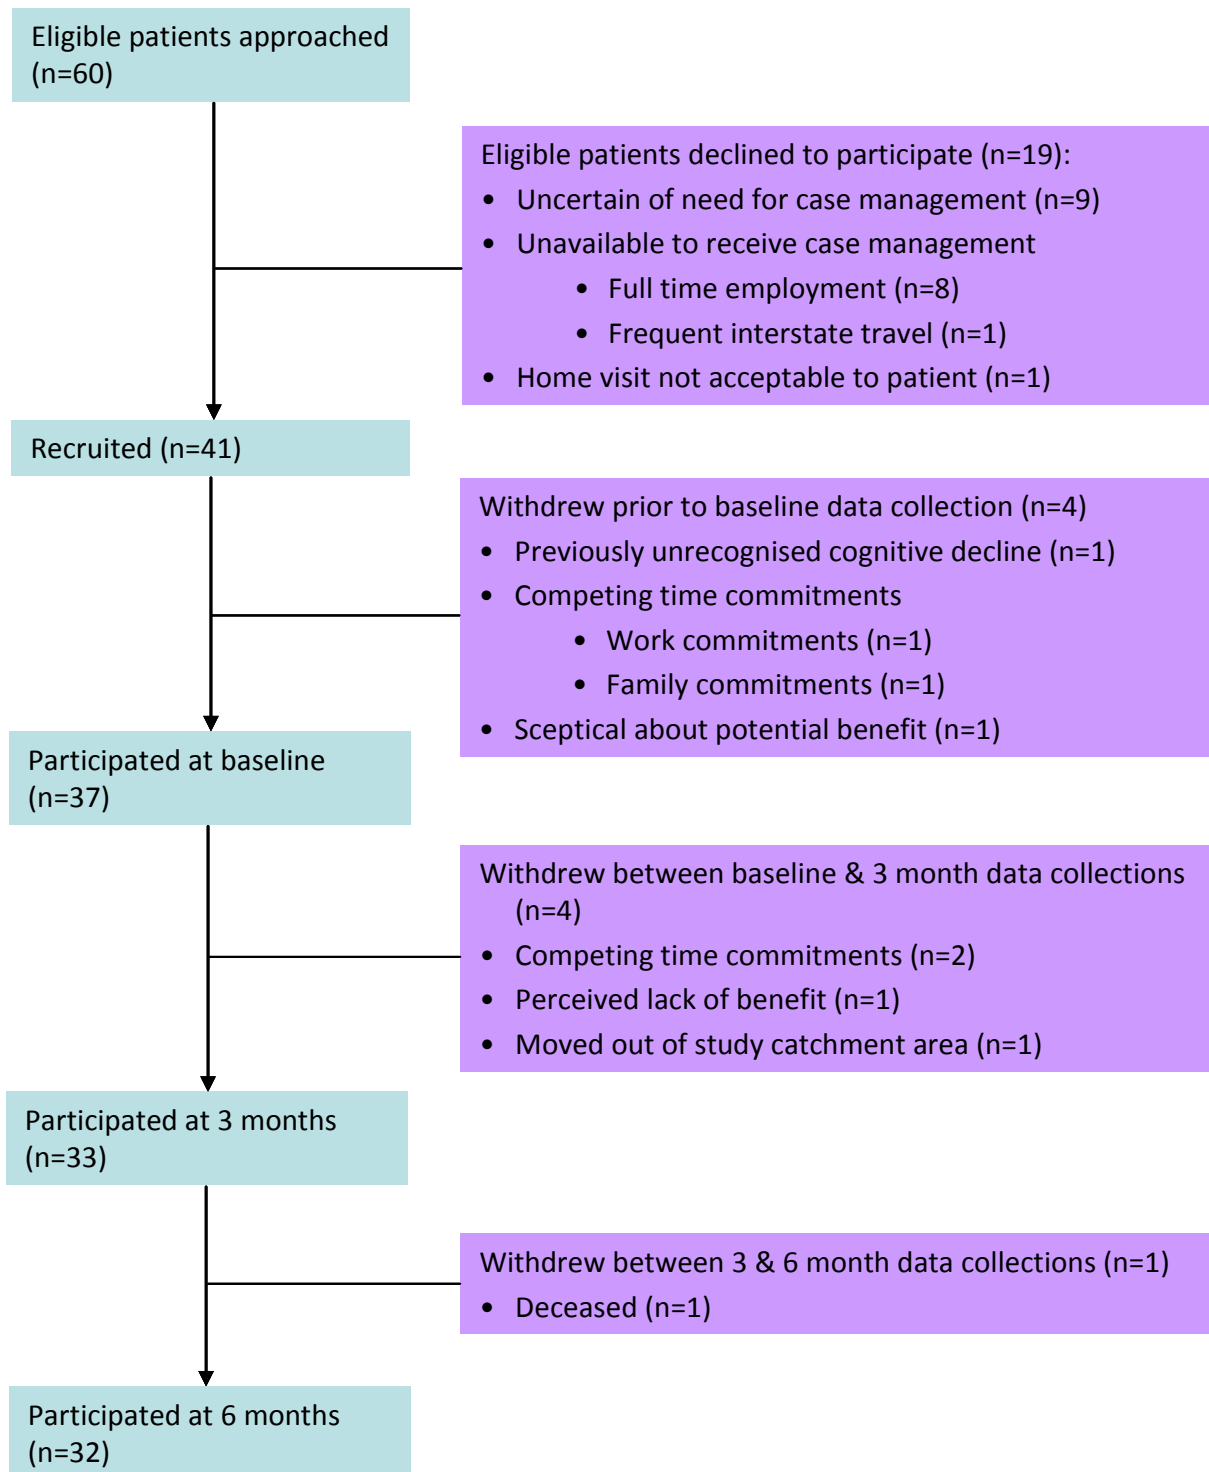 Eligible patients approached
(n=60)
Eligible patients declined to participate (n=19):
• Uncertain of need for case management (n=9)
• Unavailable to receive case management
• Full time employment (n=8)
• Frequent interstate travel (n=1)
• Home visit not acceptable to patient (n=1)
Recruited (n=41)
Withdrew prior to baseline data collection (n=4)
• Previously unrecognised cognitive decline (n=1)
• Competing time commitments
• Work commitments (n=1)
• Family commitments (n=1)
• Sceptical about potential benefit (n=1)
Participated at baseline
(n=37)
Withdrew between baseline & 3 month data collections
(n=4)
• Competing time commitments (n=2)
• Perceived lack of benefit (n=1)
• Moved out of study catchment area (n=1)
Participated at 3 months
(n=33)
Withdrew between 3 & 6 month data collections (n=1)
• Deceased (n=1)
Participated at 6 months
(n=32)